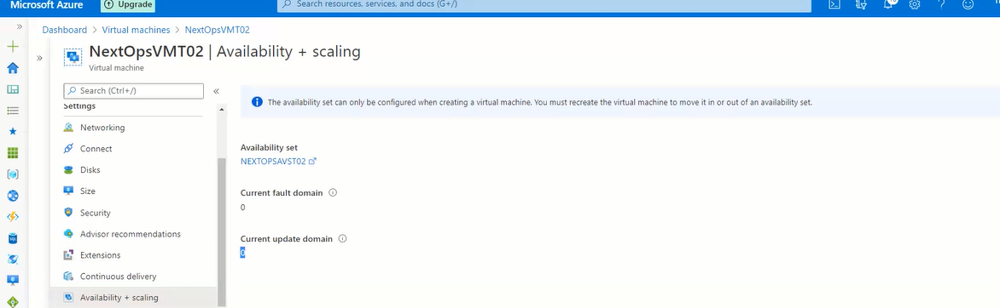 Microsoft Azure
Upgrade
Search resources, services, and docs (G+/)
Dashboard > Virtual machines > NextOpsVMT02
NextOpsVMT02 | Availability + scaling
Virtual machine
Search (Ctrl+/)
Settings
Networking
Connect
Disks
Size
Security
Advisor recommendations
Extensions
Continuous delivery
Availability + scaling
The availability set can only be configured when creating a virtual machine. You must recreate the virtual machine to move it in or out of an availability set.
Availability set
NEXTOPSAVST02
Current fault domain
0
Current update domain
0